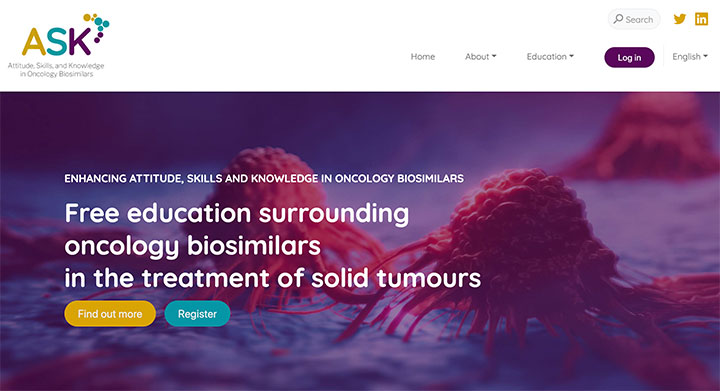 ASK
Attitude, Skills, and Knowledge
in Oncology Biosimilars
Search
Home
About
Education
Log in
English
ENHANCING ATTITUDE, SKILLS AND KNOWLEDGE IN ONCOLOGY BIOSIMILARS
Free education surrounding
oncology biosimilars
in the treatment of solid tumours
Find out more
Register